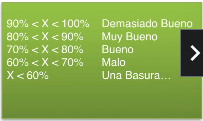 90% < X < 100% Demasiado Bueno
80% < X < 90% Muy Bueno
70% < X < 80% Bueno
60% < X < 70% Malo
X < 60% Una Basura...